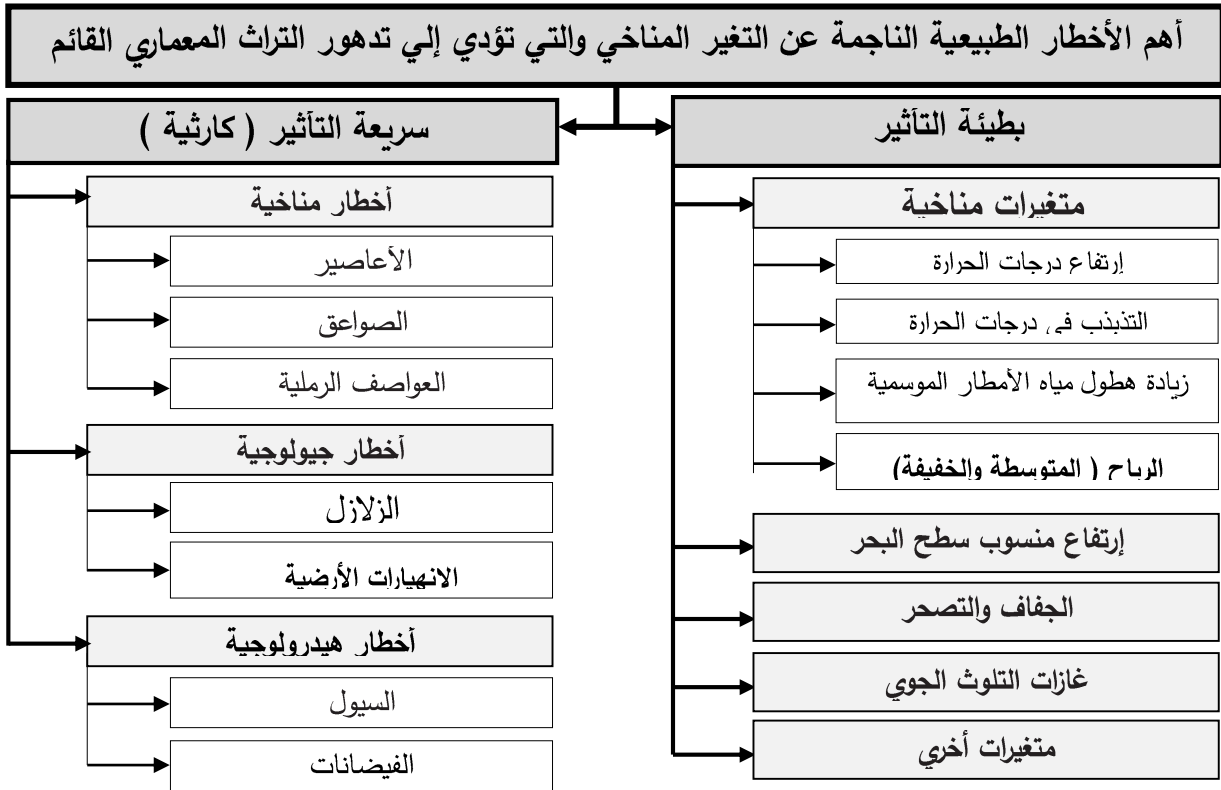 أهم الأخطار الطبيعية الناجمة عن التغير المناخي والتي تؤدي إلي تدهور التراث المعماري القائم
بطيئة التأثير
متغيرات مناخية
إرتفاع درجات الحرارة
التذبذب في درجات الحرارة
زيادة هطول مياه الأمطار الموسمية
الرياح ( المتوسطة والخفيفة)
إرتفاع منسوب سطح البحر
الجفاف والتصحر
غازات التلوث الجوي
متغيرات أخري
سريعة التأثير ( كارثية )
أخطار مناخية
الأعاصير
الصواعق
العواصف الرملية
أخطار جيولوجية
الزلازل
الانهيارات الأرضية
أخطار هيدرولوجية
السيول
الفيضانات